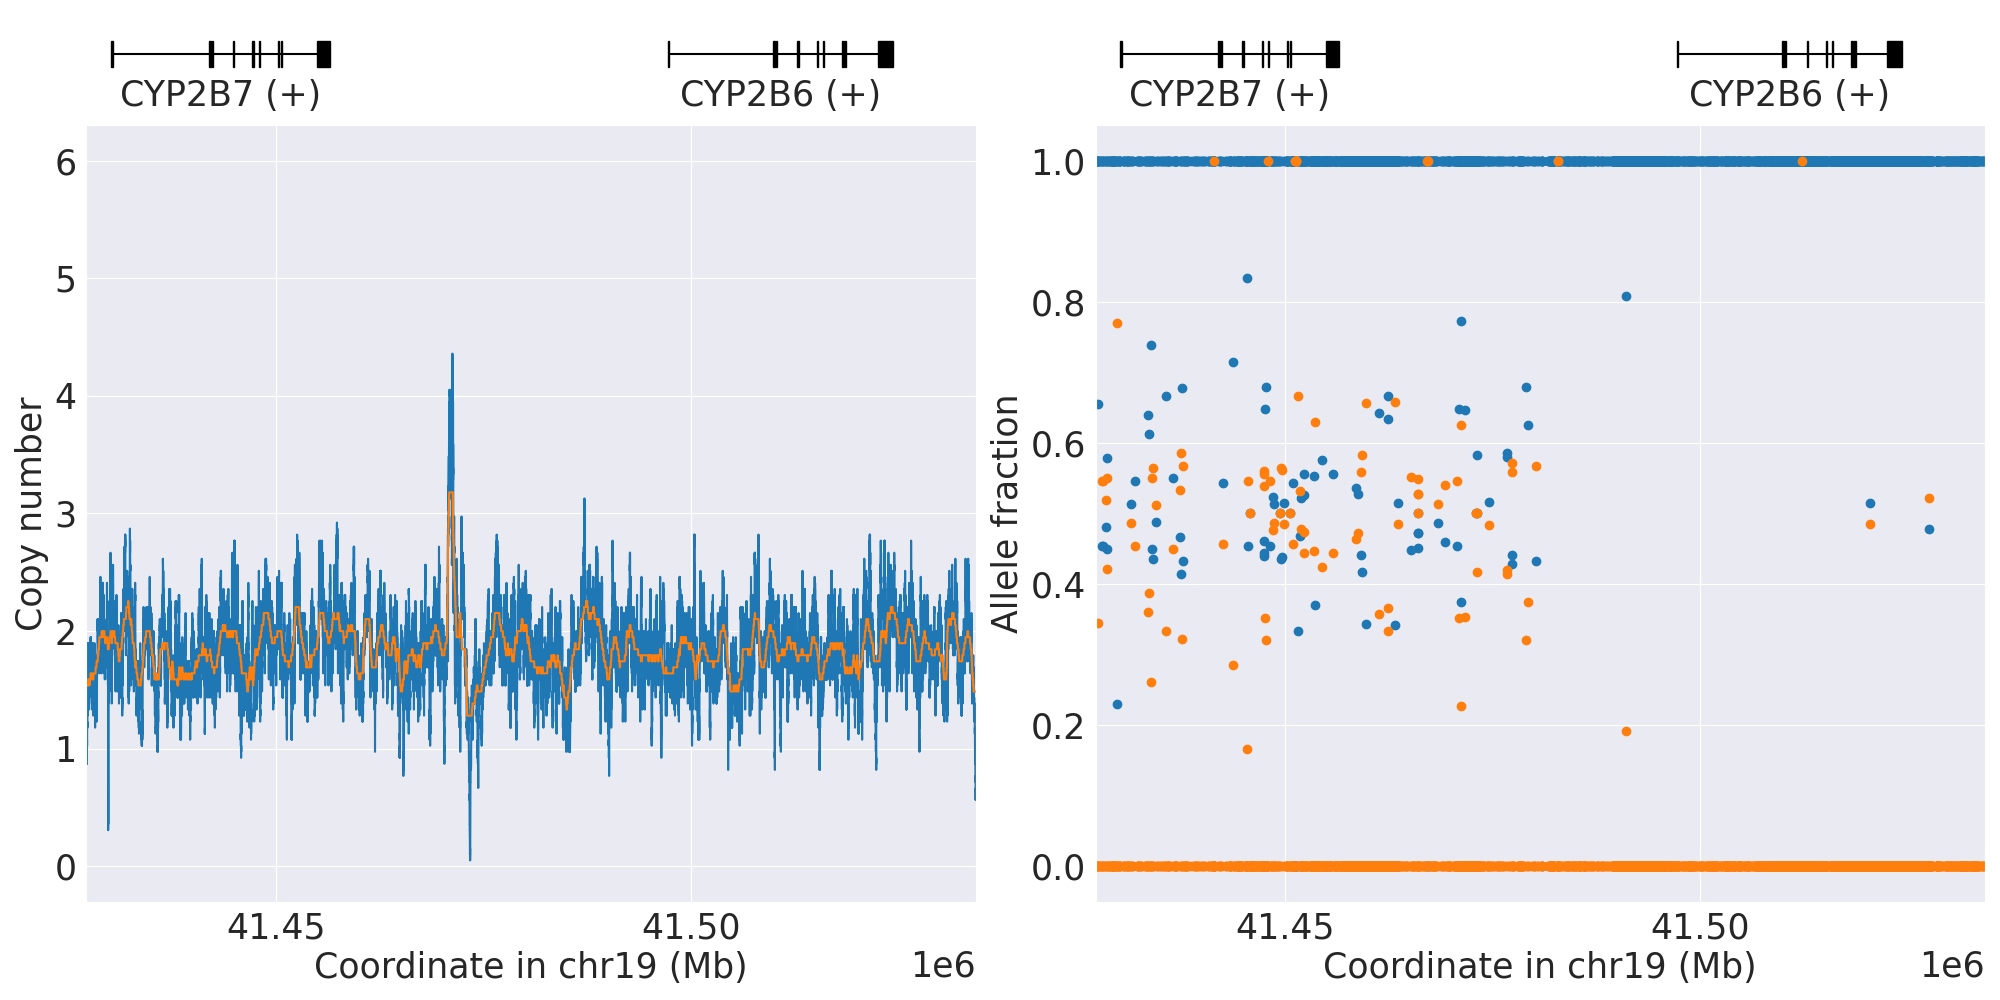 CYP2B7 (+)
CYP2B6 (+)
6
5
4
3
2
1
0
Copy number
41.45
41.50
Coordinate in chr19 (Mb)
1e6
CYP2B7 (+)
CYP2B6 (+)
1.0
0.8
0.6
0.4
0.2
0.0
Allele fraction
41.45
41.50
Coordinate in chr19 (Mb)
1e6